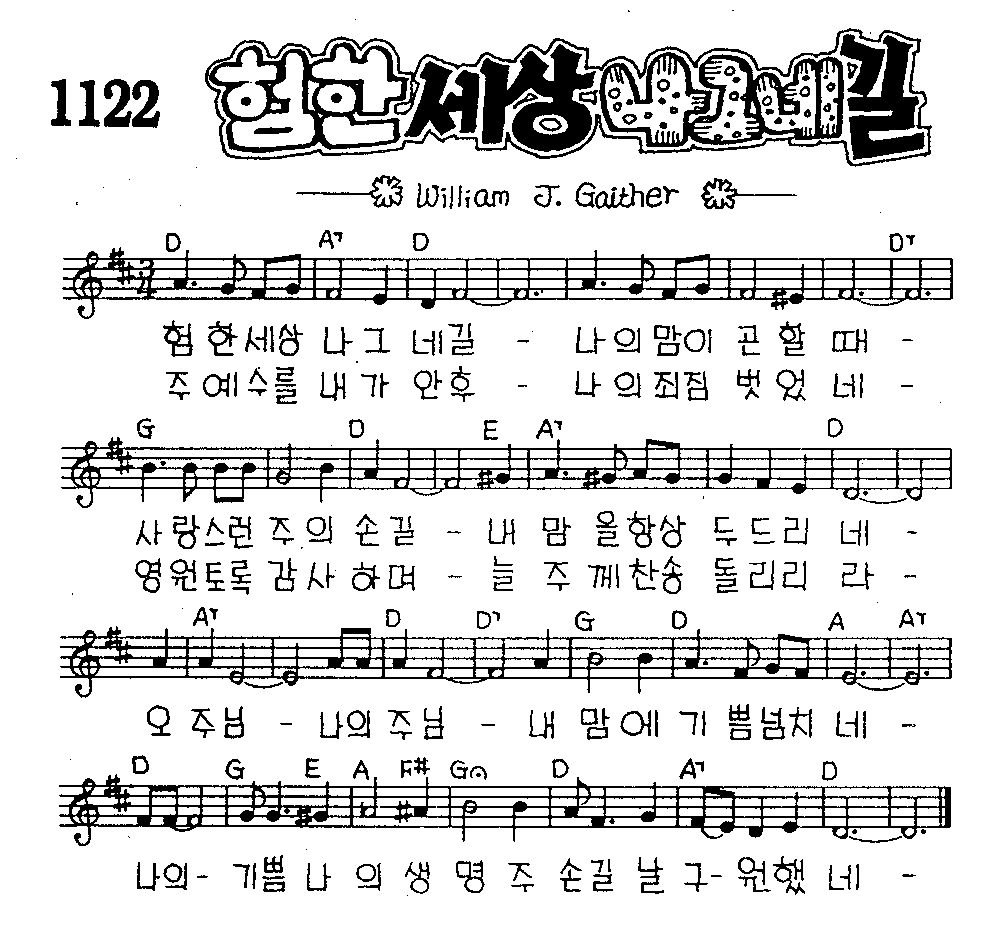 1122 험한 세상 나그네길
William J. Gaither
D A7 D D7
3/4
험 한 세상 나 그 네 길 - 나 의 맘 이 곤 할 때 -
주 예 수를 내 가 안 후 - 나 의 죄짐 벗 었 네 -
G D E A7 D
사 랑스런 주 의 손 길 - 내 맘 올항상 두 드 리 네 -
영원토록 감 사 하 며 - 늘 주 께 찬송 돌 리 리 라 -
A7 D D7 G D A A7
오 주 님 - 나의 주 님 - 내 맘 에 기 쁨넘치 네 -
D G E A F# G D A7 D
나의- 기쁨 나 의 생 명 주 손길 날 구- 원했 네 -